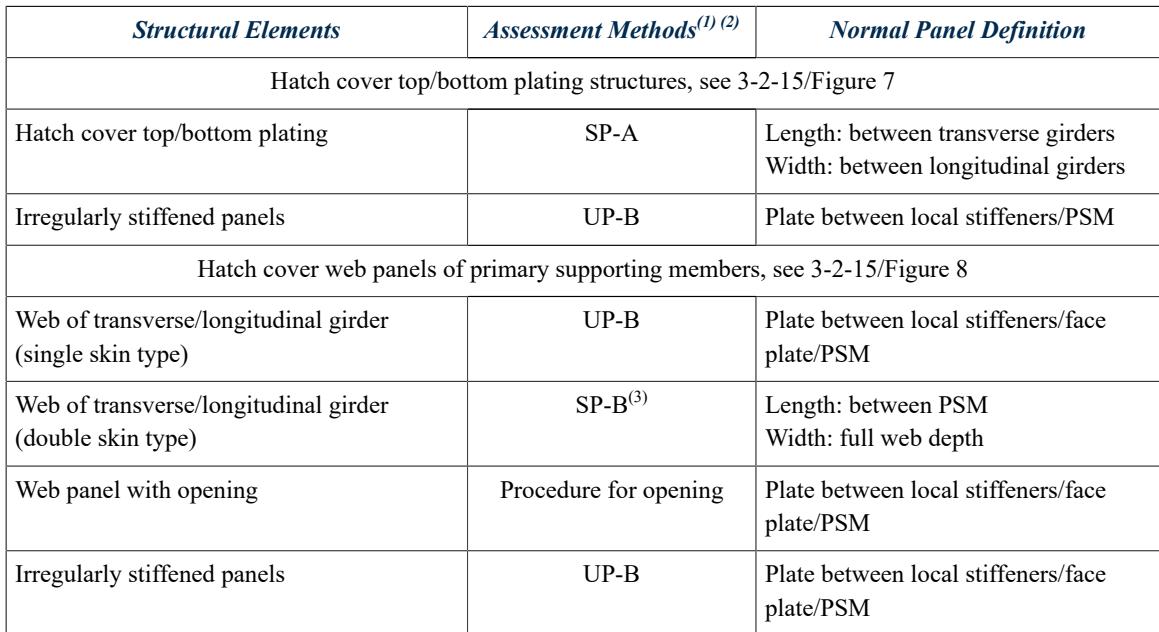 Structural Elements Assessment Methods(1) (2) Normal Panel Definition
Hatch cover top/bottom plating structures, see 3-2-15/Figure 7
Hatch cover top/bottom plating SP-A Length: between transverse girders
Width: between longitudinal girders
Irregularly stiffened panels UP-B Plate between local stiffeners/PSM
Hatch cover web panels of primary supporting members, see 3-2-15/Figure 8
Web of transverse/longitudinal girder UP-B Plate between local stiffeners/face
(single skin type) plate/PSM
Web of transverse/longitudinal girder SP-B(3) Length: between PSM
(double skin type) Width: full web depth
Web panel with opening Procedure for opening Plate between local stiffeners/face
plate/PSM
Irregularly stiffened panels UP-B Plate between local stiffeners/face
plate/PSM